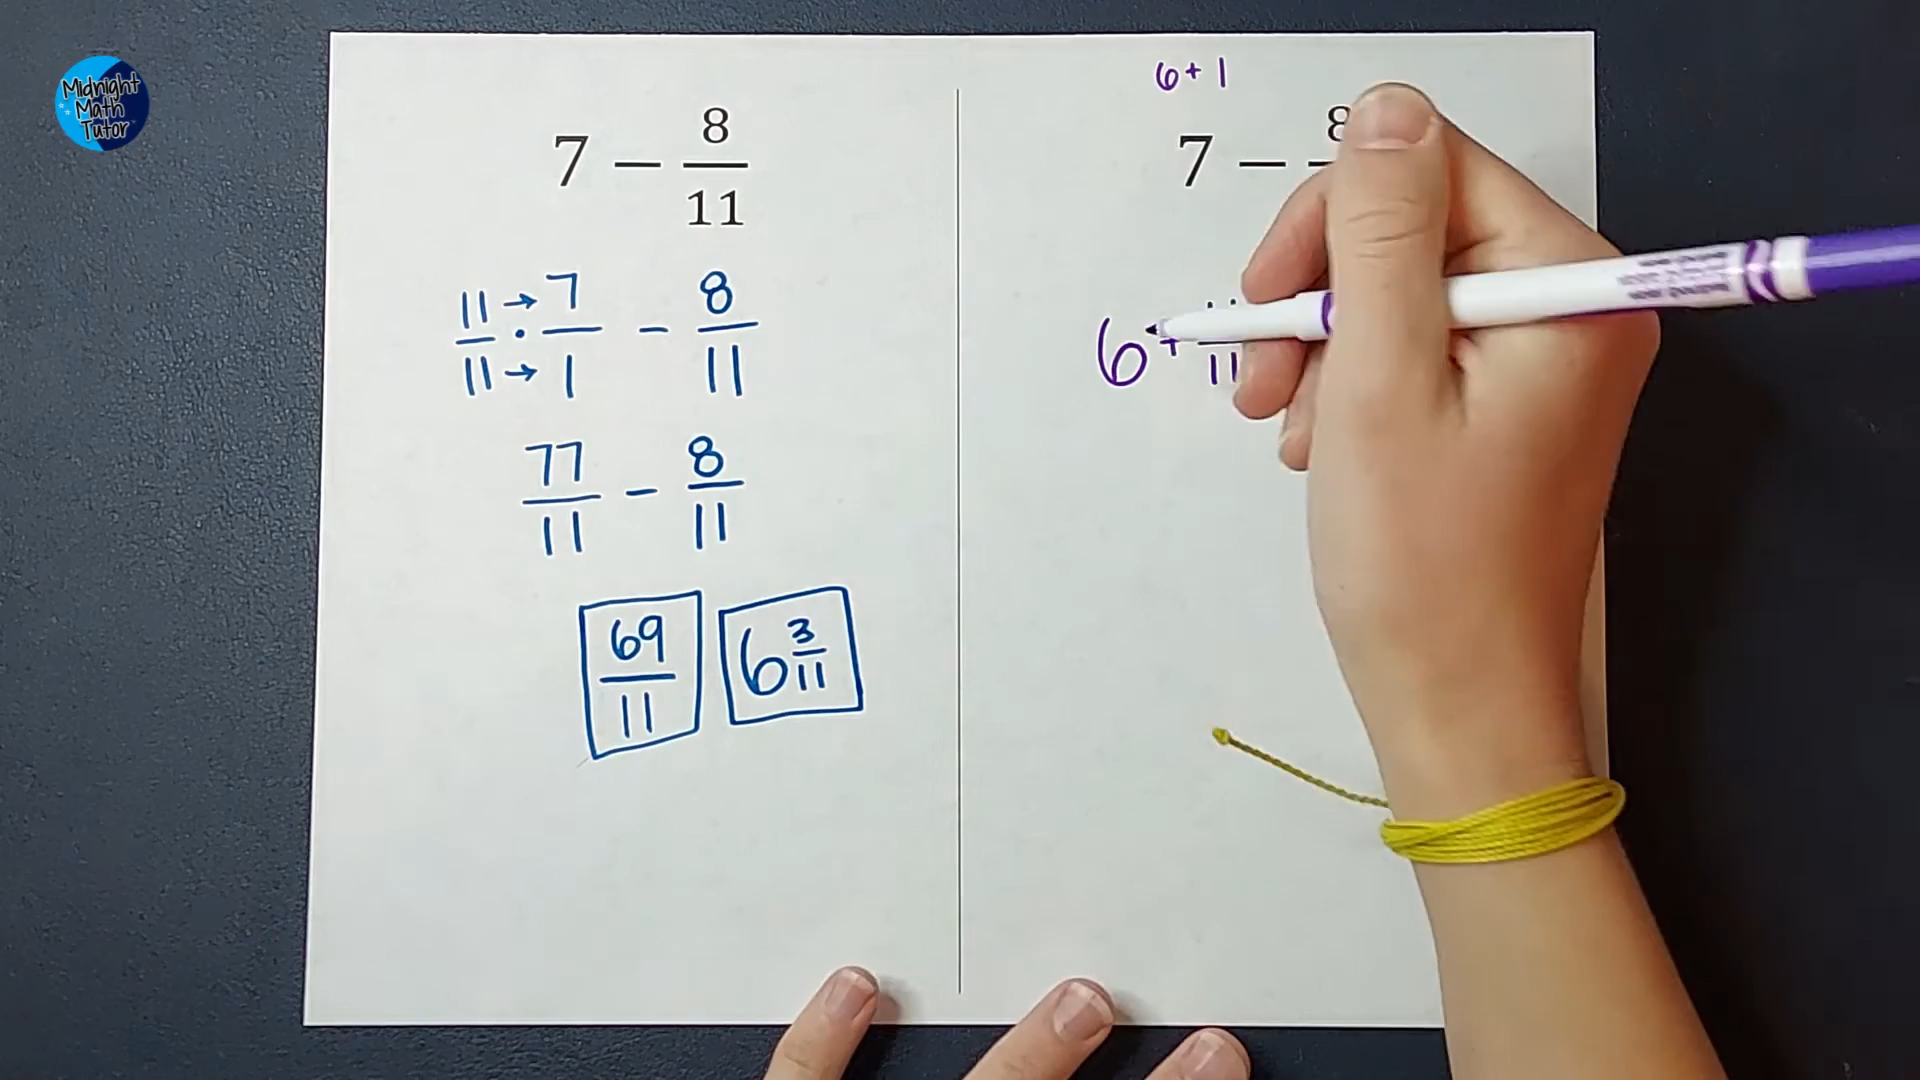 Midnight
Math
Tutor
7 − 8/11
11/11 → · → 7/1 - 8/11
77/11 - 8/11
69/11 6 3/11
6 + 1
7 − 8
6 + 11